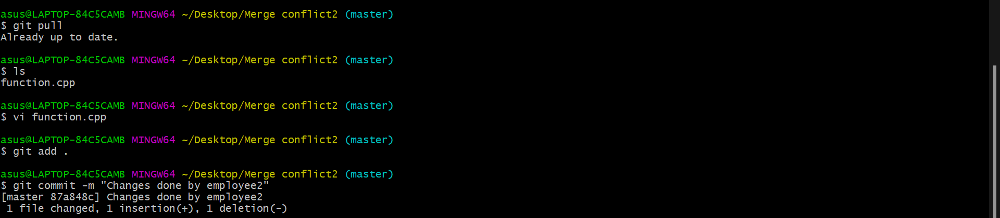 asus@LAPTOP-84C5CAMB MINGW64 ~/Desktop/Merge conflict2 (master)
$ git pull
Already up to date.
asus@LAPTOP-84C5CAMB MINGW64 ~/Desktop/Merge conflict2 (master)
$ ls
function.cpp
asus@LAPTOP-84C5CAMB MINGW64 ~/Desktop/Merge conflict2 (master)
$ vi function.cpp
asus@LAPTOP-84C5CAMB MINGW64 ~/Desktop/Merge conflict2 (master)
$ git add .
asus@LAPTOP-84C5CAMB MINGW64 ~/Desktop/Merge conflict2 (master)
$ git commit -m "Changes done by employee2"
[master 87a848c] Changes done by employee2
 1 file changed, 1 insertion(+), 1 deletion(-)